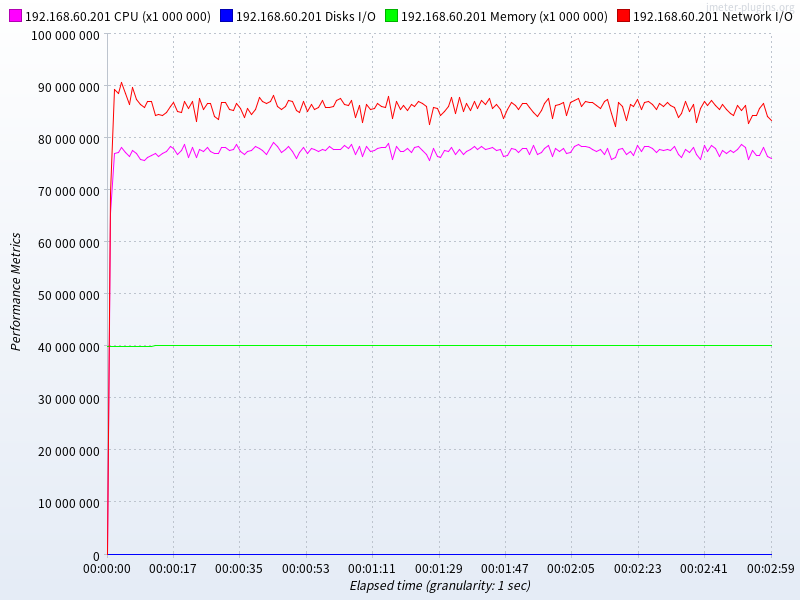 jmeter-plugins.org
192.168.60.201 CPU (x1 000 000) 192.168.60.201 Disks I/O 192.168.60.201 Memory (x1 000 000) 192.168.60.201 Network I/O
100 000 000
90 000 000
80 000 000
70 000 000
60 000 000
50 000 000
40 000 000
30 000 000
20 000 000
10 000 000
0
Performance Metrics
00:00:00 00:00:17 00:00:35 00:00:53 00:01:11 00:01:29 00:01:47 00:02:05 00:02:23 00:02:41 00:02:59
Elapsed time (granularity: 1 sec)